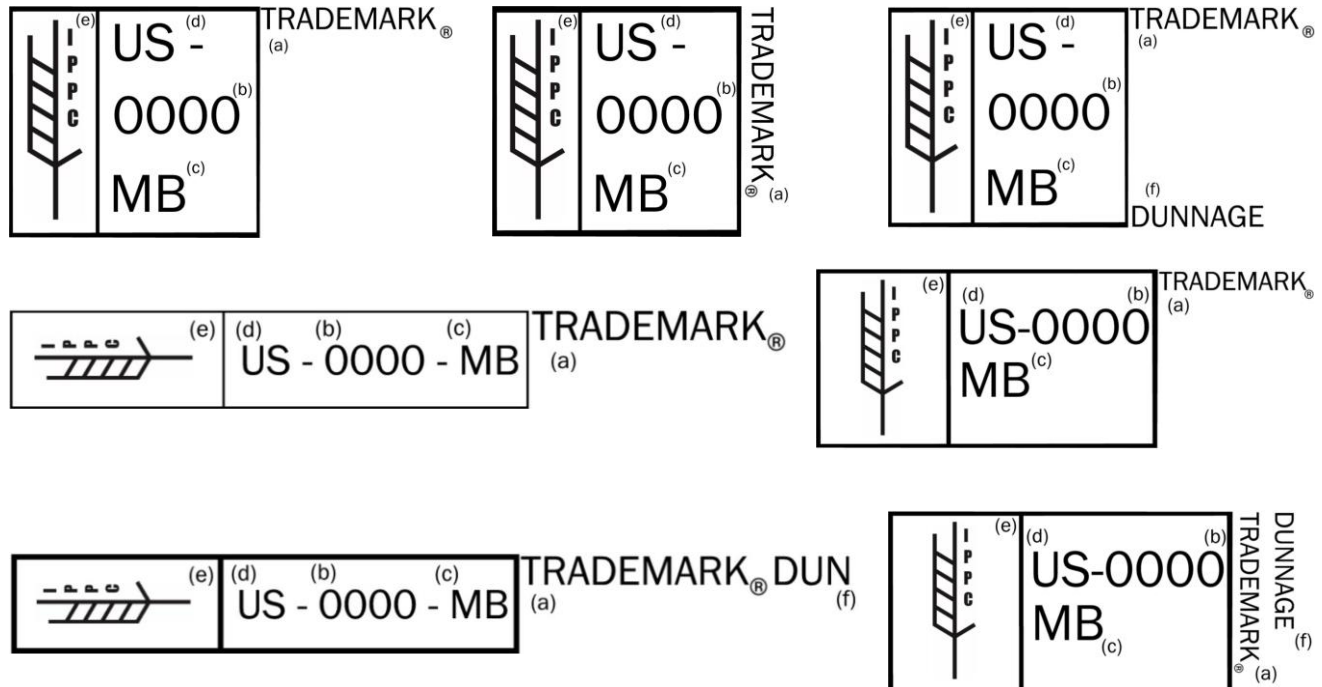 (e)
IPPC
US (d) -
0000 (b)
MB (c)
TRADEMARK ®
(a)
(e)
IPPC
US (d) -
0000 (b)
MB (c)
TRADEMARK ® (a)
(e)
IPPC
US (d) -
0000 (b)
MB (c)
TRADEMARK ®
(a)
(f)
DUNNAGE
IPPC
(e)
(d) (b) (c)
US - 0000 - MB
TRADEMARK ®
(a)
(e)
IPPC
(d) (b)
US-0000
MB (c)
TRADEMARK ®
(a)
IPPC
(e)
(d) (b) (c)
US - 0000 - MB
TRADEMARK ® DUN
(a) (f)
(e)
IPPC
(d) (b)
US-0000
MB (c)
DUNNAGE (f)
TRADEMARK ® (a)